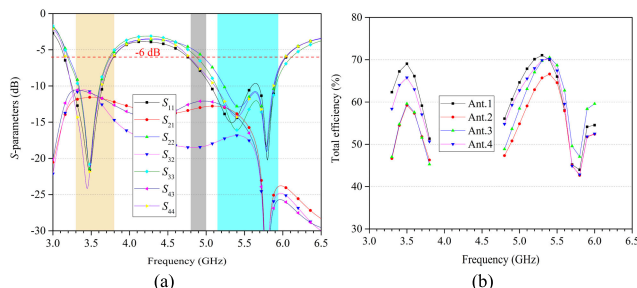 0
-5
-10
-15
-20
-25
-30
S-parameters (dB)
-6 dB
S11
S21
S22
S32
S33
S43
S44
3.0 3.5 4.0 4.5 5.0 5.5 6.0 6.5
Frequency (GHz)
(a)
80
70
60
50
40
30
Total efficiency (%)
Ant.1
Ant.2
Ant.3
Ant.4
3.0 3.5 4.0 4.5 5.0 5.5 6.0 6.5
Frequency (GHz)
(b)